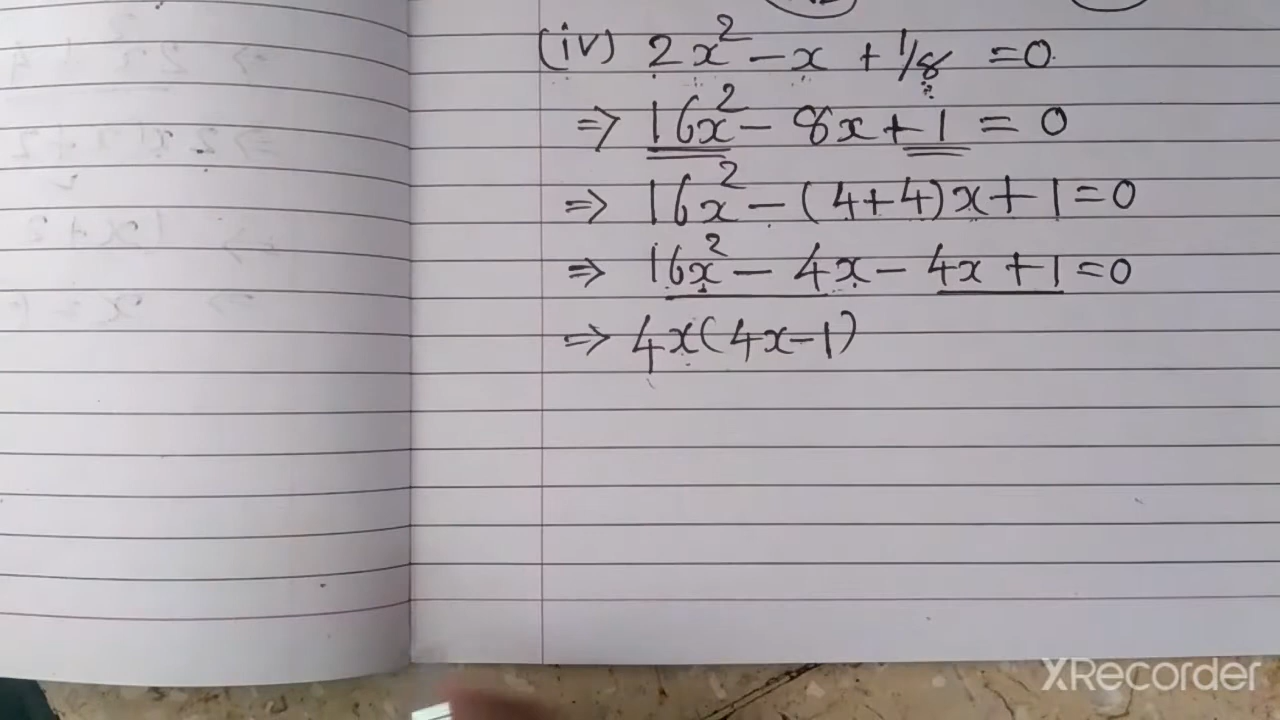 (iv) 2x² - x + 1/8 = 0
⇒ 16x² - 8x + 1 = 0
⇒ 16x² - (4+4)x + 1 = 0
⇒ 16x² - 4x - 4x + 1 = 0
⇒ 4x(4x-1)
XRecorder